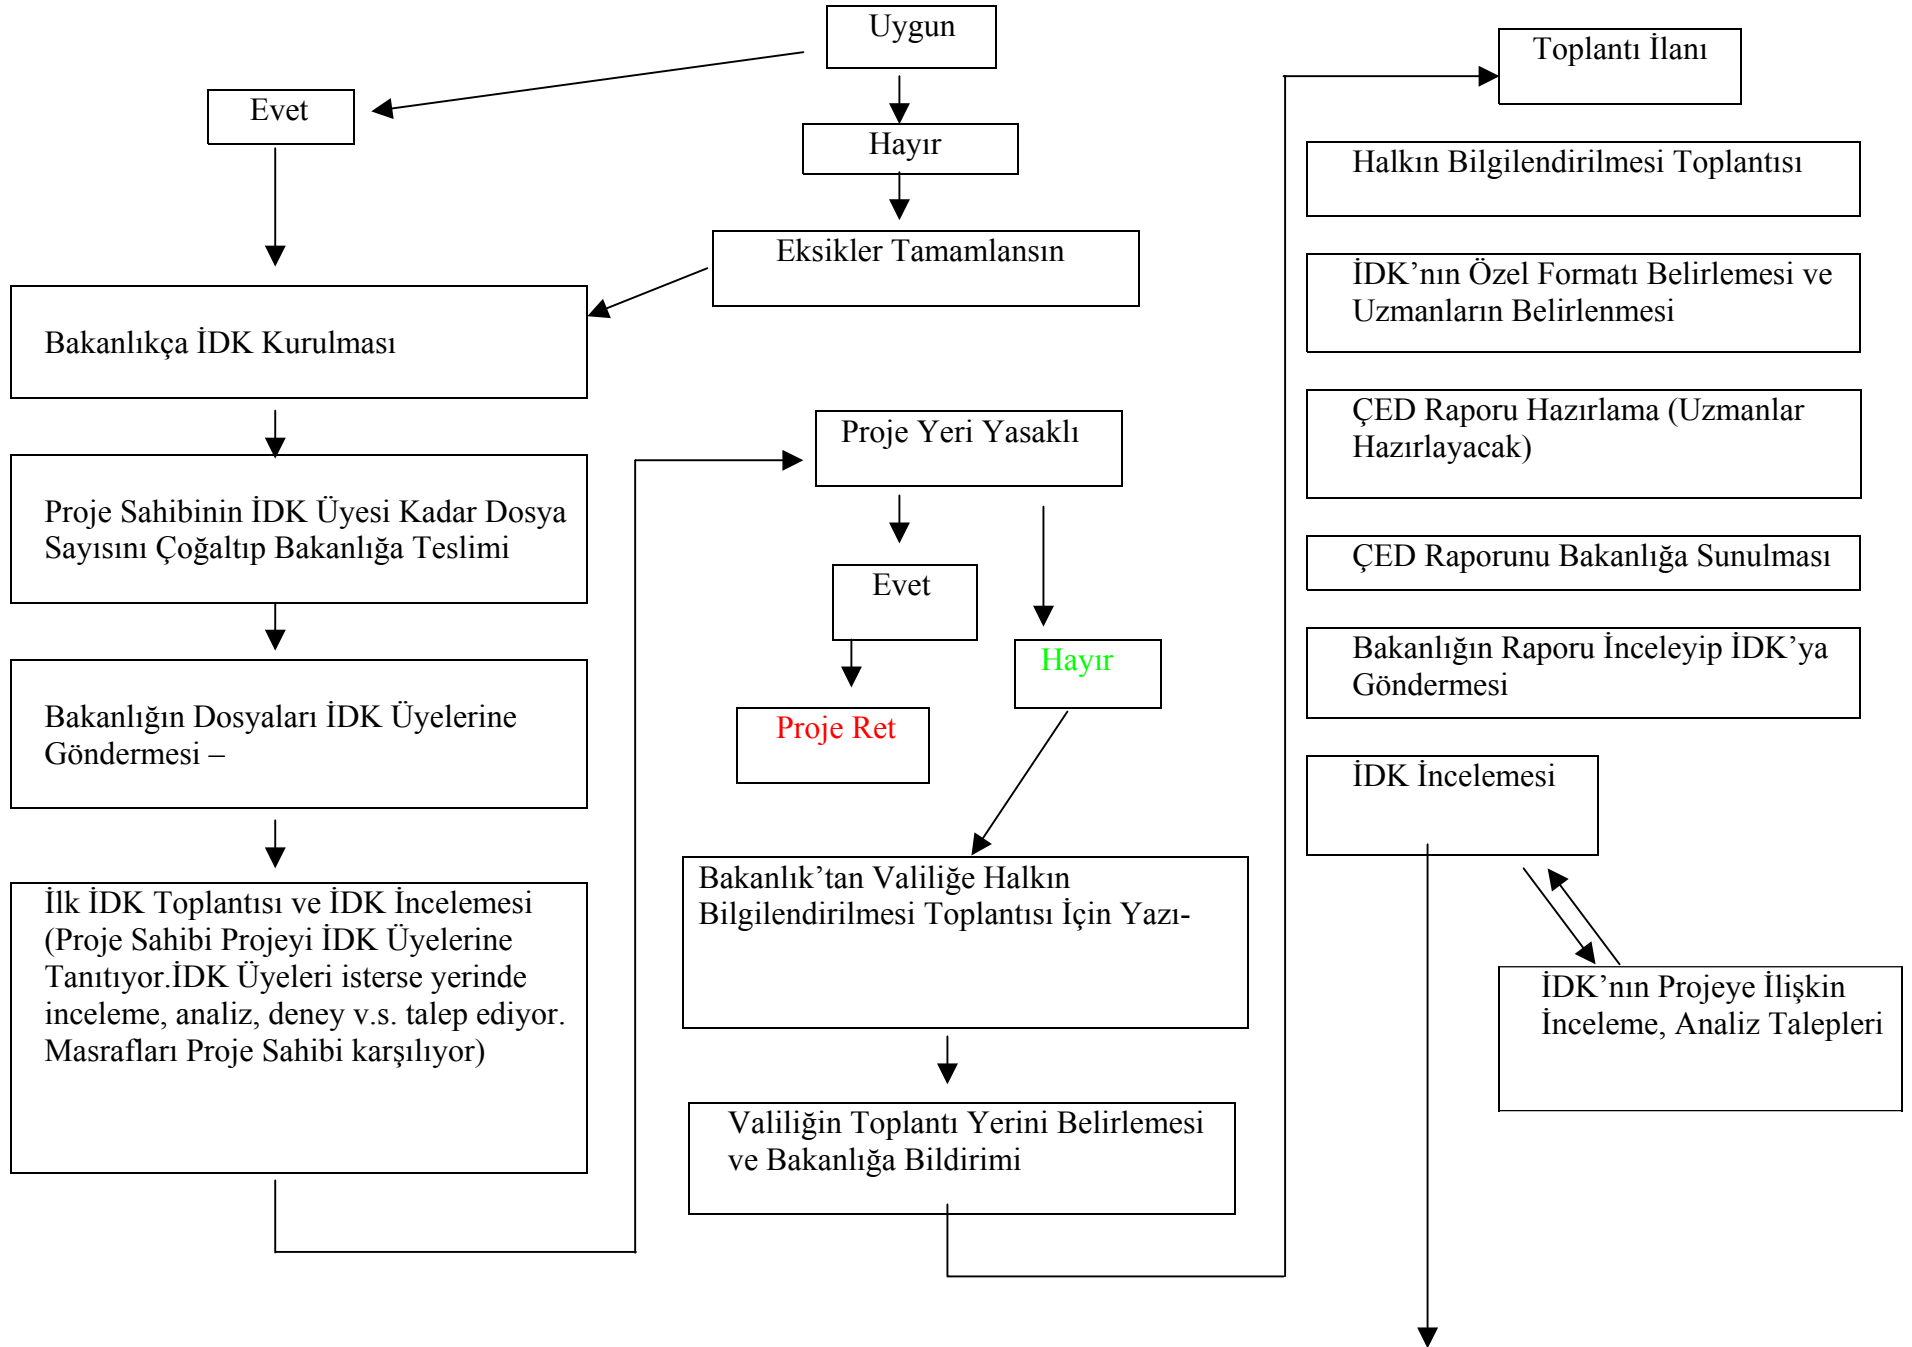 Uygun
Evet
Hayır
Eksikler Tamamlansın
Bakanlıkça İDK Kurulması
Proje Sahibinin İDK Üyesi Kadar Dosya
Sayısını Çoğaltıp Bakanlığa Teslimi
Bakanlığın Dosyaları İDK Üyelerine
Göndermesi –
İlk İDK Toplantısı ve İDK İncelemesi
(Proje Sahibi Projeyi İDK Üyelerine
Tanıtıyor.İDK Üyeleri isterse yerinde
inceleme, analiz, deney v.s. talep ediyor.
Masrafları Proje Sahibi karşılıyor)
Proje Yeri Yasaklı
Evet
Hayır
Proje Ret
Bakanlık’tan Valiliğe Halkın
Bilgilendirilmesi Toplantısı İçin Yazı-
Valiliğin Toplantı Yerini Belirlemesi
ve Bakanlığa Bildirimi
Toplantı İlanı
Halkın Bilgilendirilmesi Toplantısı
İDK’nın Özel Formatı Belirlemesi ve
Uzmanların Belirlenmesi
ÇED Raporu Hazırlama (Uzmanlar
Hazırlayacak)
ÇED Raporunu Bakanlığa Sunulması
Bakanlığın Raporu İnceleyip İDK’ya
Göndermesi
İDK İncelemesi
İDK’nın Projeye İlişkin
İnceleme, Analiz Talepleri